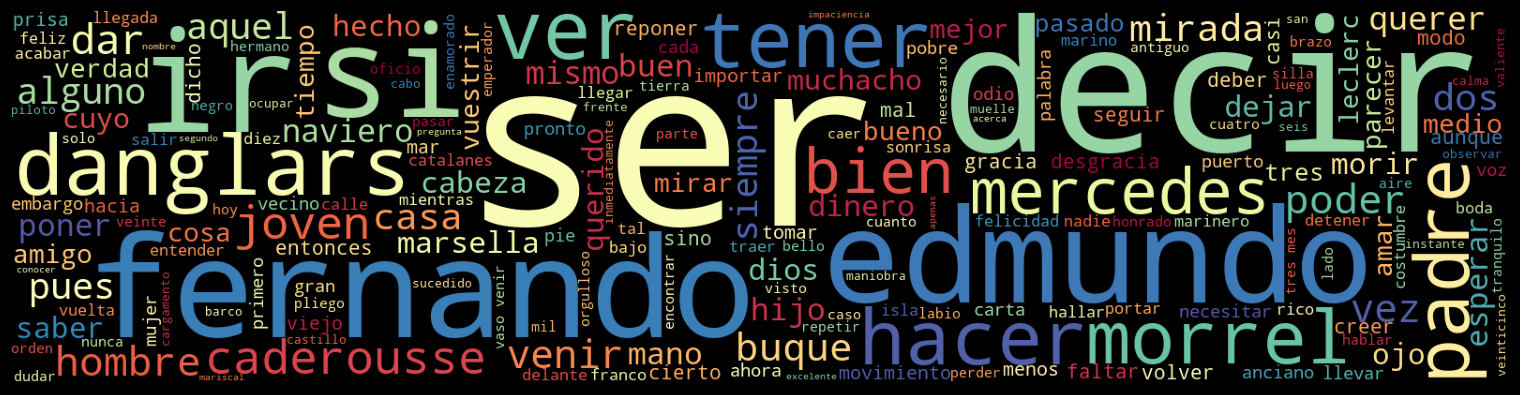 prisa llegada aquel hecho ver reponer tener mejor pasado mirada querer
feliz dar hermano cada pobre marino antiguo casi san brazo modo
acabar nombre ir si enamorado emperador impaciencia decir valiente
verdad dicho tiempo oficio cabo mismo buen importar muchacho palabra deber silla luego calma
alguno negro ocupar vuestrir llegar tierra frente necesario odio muelle acerca seguir cuatro dejar seis leclerc parecer levantar dos
piloto cuyo naviero pasar pregunta pronto siempre mal bueno caer sonrisa medio
solo salir segundo diez mar catalanes ser parte gracia desgracia puerto tres morir aunque observar voz
danglars cabeza querido inmediatamente mirar bien mercedes poder aire
embargo hacia vecino calle mientras dinero padre boda
poner veinte hoy joven casa pie tal sino tomar cuanto apenas felicidad nadie honrado marinero detener
cosa entender entonces marsella bajo traer bello amar costumbre instante tranquilo
amigo conocer fernando dios maniobra edmundo tres mes lado esperar
pues mujer cargamento primero gran pliego sucedido orgulloso encontrar visto
vuelta barco vaso venir mil hijo caso isla labio carta hallar portar necesitar rico vez
saber nunca viejo castillo repetir hacer morrel creer veinticinco
orden hombre caderousse venir mano buque hablar ojo
dudar mariscal delante franco cierto ahora excelente movimiento perder menos faltar volver anciano llevar